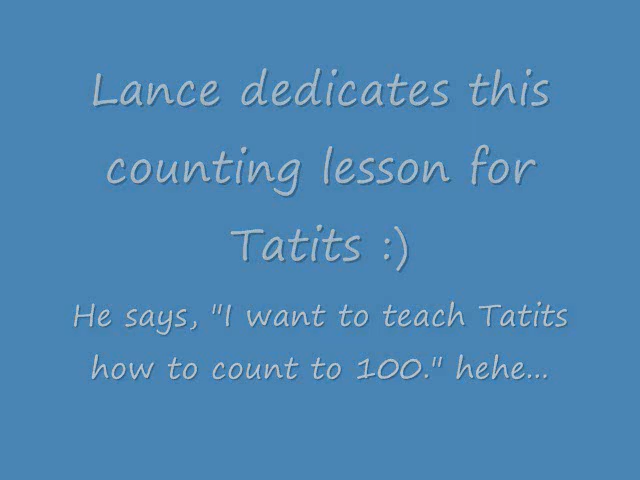 Lance dedicates this
counting lesson for
Tatits :)
He says, "I want to teach Tatits
how to count to 100." hehe...